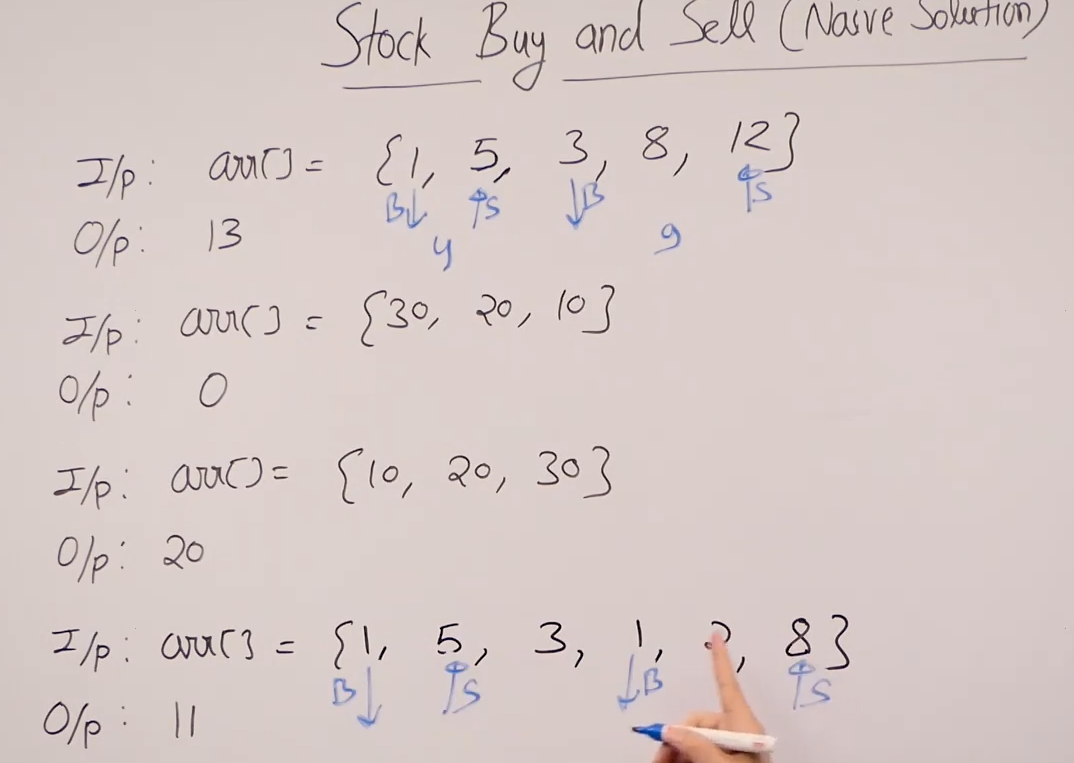 Stock Buy and Sell (Naive Solution)
I/p: arr[] = {1, 5, 3, 8, 12}
B S B S
O/p: 13
4 9
I/p: arr[] = {30, 20, 10}
O/p: 0
I/p: arr[] = {10, 20, 30}
O/p: 20
I/p: arr[] = {1, 5, 3, 1, , 8}
B S B S
O/p: 11